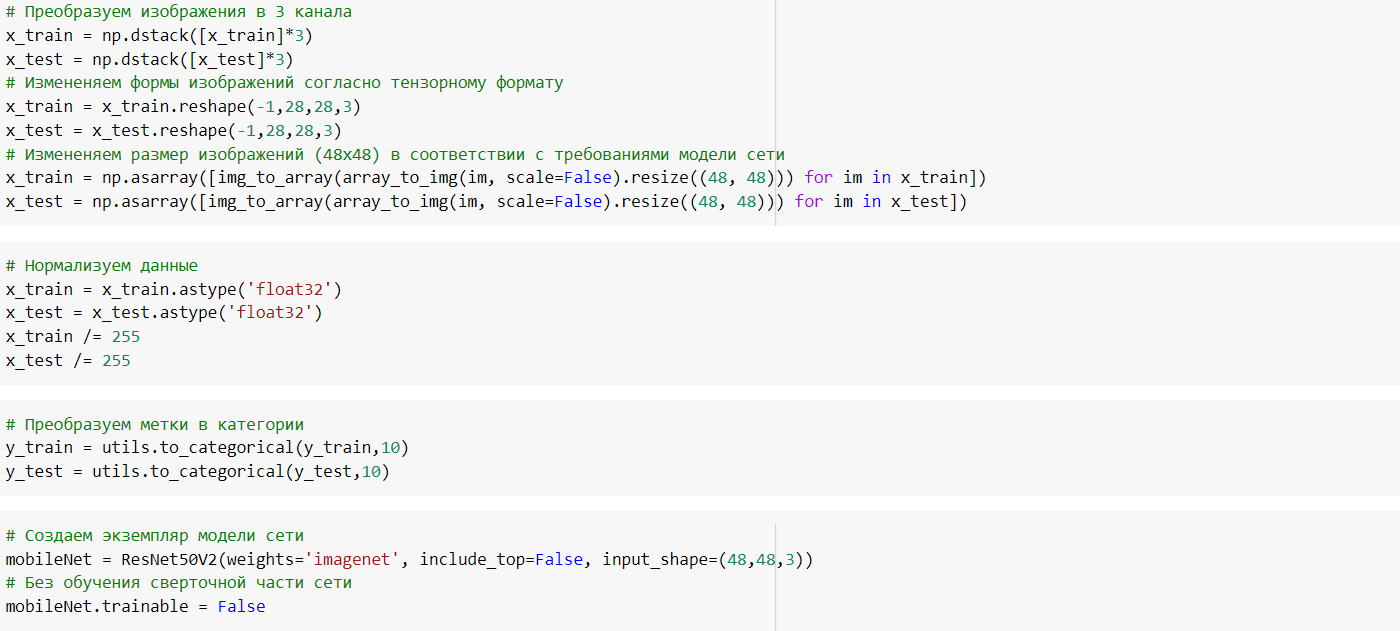 # Преобразуем изображения в 3 канала
x_train = np.dstack([x_train]*3)
x_test = np.dstack([x_test]*3)
# Измененяем формы изображений согласно тензорному формату
x_train = x_train.reshape(-1,28,28,3)
x_test = x_test.reshape(-1,28,28,3)
# Измененяем размер изображений (48x48) в соответствии с требованиями модели сети
x_train = np.asarray([img_to_array(array_to_img(im, scale=False).resize((48, 48))) for im in x_train])
x_test = np.asarray([img_to_array(array_to_img(im, scale=False).resize((48, 48))) for im in x_test])
# Нормализуем данные
x_train = x_train.astype('float32')
x_test = x_test.astype('float32')
x_train /= 255
x_test /= 255
# Преобразуем метки в категории
y_train = utils.to_categorical(y_train,10)
y_test = utils.to_categorical(y_test,10)
# Создаем экземпляр модели сети
mobileNet = ResNet50V2(weights='imagenet', include_top=False, input_shape=(48,48,3))
# Без обучения сверточной части сети
mobileNet.trainable = False